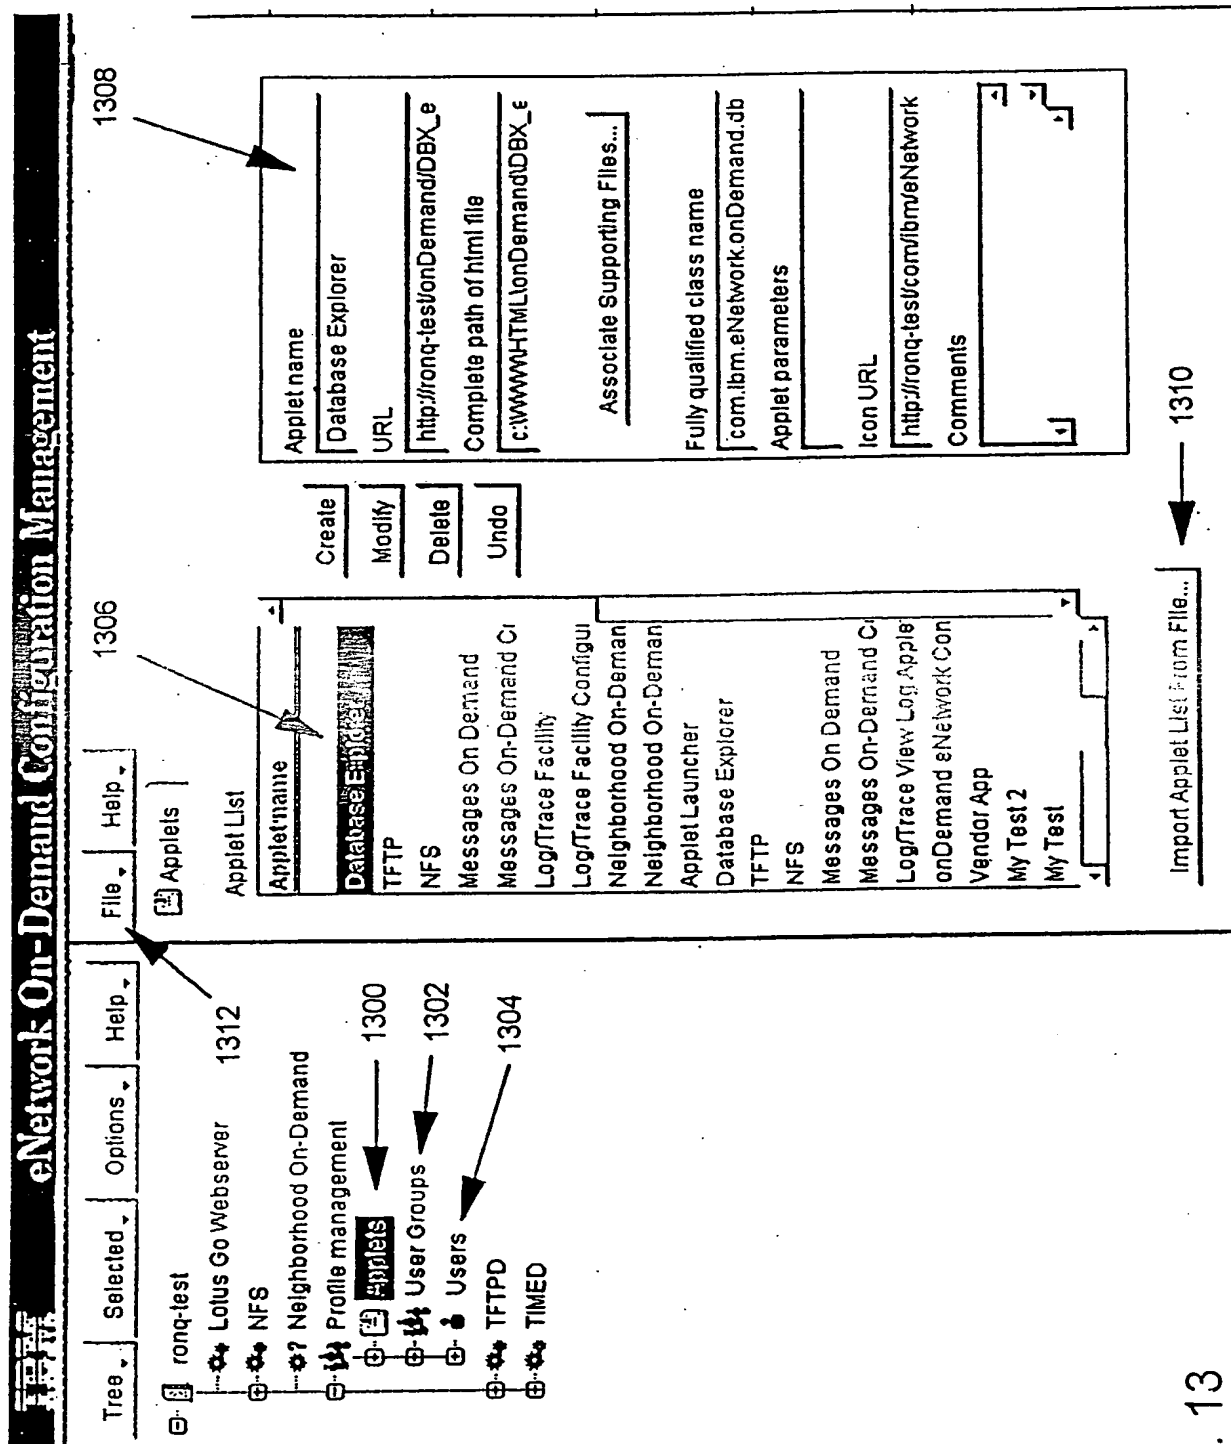 eNetwork On-Demand Configuration Management
Tree Selected Options Help
File Help
ronq-test
Lotus Go Webserver
NFS
Neighborhood On-Demand
Profile management
Applets
User Groups
Users
TFTPD
TIMED
1312
1300
1302
1304
Applets
1306
Applet List
Applet name
Database Explorer
TFTP
NFS
Messages On Demand
Messages On-Demand Co
Log/Trace Facility
Log/Trace Facility Configur
Neighborhood On-Deman
Neighborhood On-Deman
Applet Launcher
Database Explorer
TFTP
NFS
Messages On Demand
Messages On-Demand Co
Log/Trace View Log Applet
onDemand eNetwork Con
Vendor App
My Test 2
My Test
Import Applet List From File...
1310
Create
Modify
Delete
Undo
1308
Applet name
Database Explorer
URL
http://ronq-test/onDemand/DBX_e
Complete path of html file
c:\WWW\HTML\onDemand\DBX_e
Associate Supporting Files...
Fully qualified class name
com.ibm.eNetwork.onDemand.db
Applet parameters
Icon URL
http://ronq-test/com/ibm/eNetwork
Comments
. 13